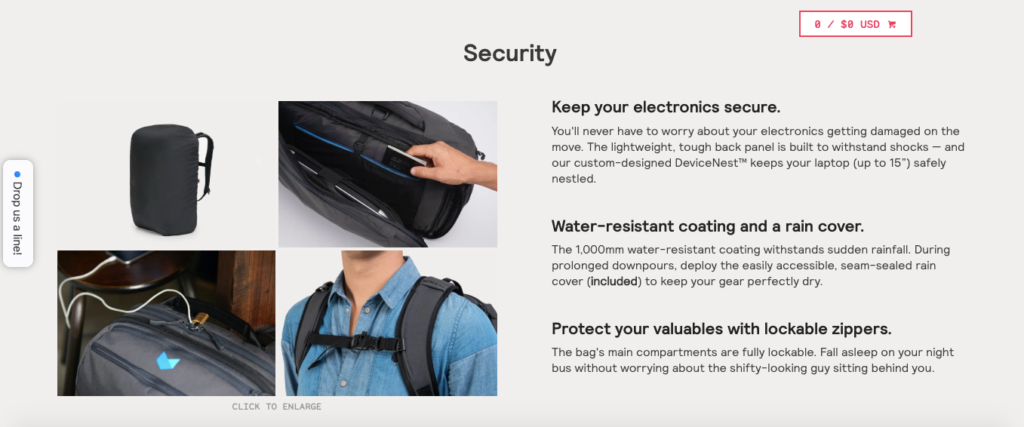 0 / $0 USD
Security
Keep your electronics secure.
You'll never have to worry about your electronics getting damaged on the
move. The lightweight, tough back panel is built to withstand shocks — and
our custom-designed DeviceNest™ keeps your laptop (up to 15") safely
nestled.
Water-resistant coating and a rain cover.
The 1,000mm water-resistant coating withstands sudden rainfall. During
prolonged downpours, deploy the easily accessible, seam-sealed rain
cover (included) to keep your gear perfectly dry.
Protect your valuables with lockable zippers.
The bag's main compartments are fully lockable. Fall asleep on your night
bus without worrying about the shifty-looking guy sitting behind you.
CLICK TO ENLARGE
Drop us a line!